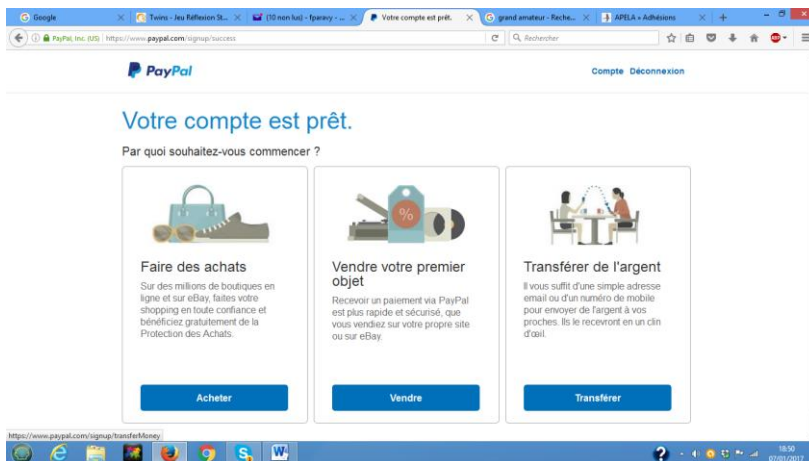 Google
Twins - Jeu Réflexion St...
(10 non lus) - fparavy - ...
Votre compte est prêt.
grand amateur - Reche...
APELA » Adhésions
PayPal, Inc. (US)
https://www.paypal.com/signup/success
Rechercher
ABP
PayPal
Compte
Déconnexion
Votre compte est prêt.
Par quoi souhaitez-vous commencer ?
%
Faire des achats
Sur des millions de boutiques en
ligne et sur eBay, faites votre
shopping en toute confiance et
bénéficiez gratuitement de la
Protection des Achats.
Acheter
Vendre votre premier
objet
Recevoir un paiement via PayPal
est plus rapide et sécurisé, que
vous vendiez sur votre propre site
ou sur eBay.
Vendre
Transférer de l'argent
Il vous suffit d'une simple adresse
email ou d'un numéro de mobile
pour envoyer de l'argent à vos
proches. Ils le recevront en un clin
d'œil.
Transférer
https://www.paypal.com/signup/transferMoney
18:50
07/01/2017